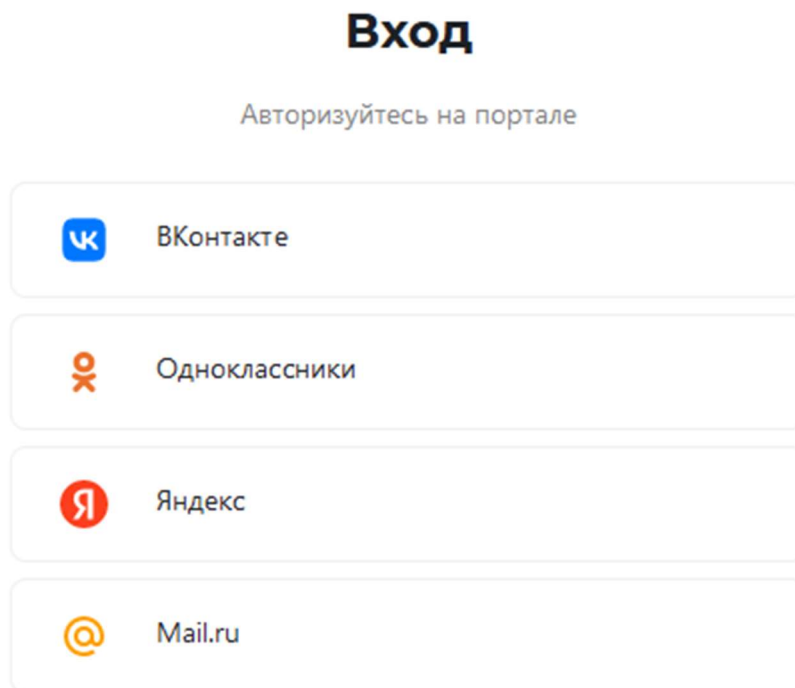 Вход
Авторизуйтесь на портале
ВКонтакте
Одноклассники
Яндекс
Mail.ru